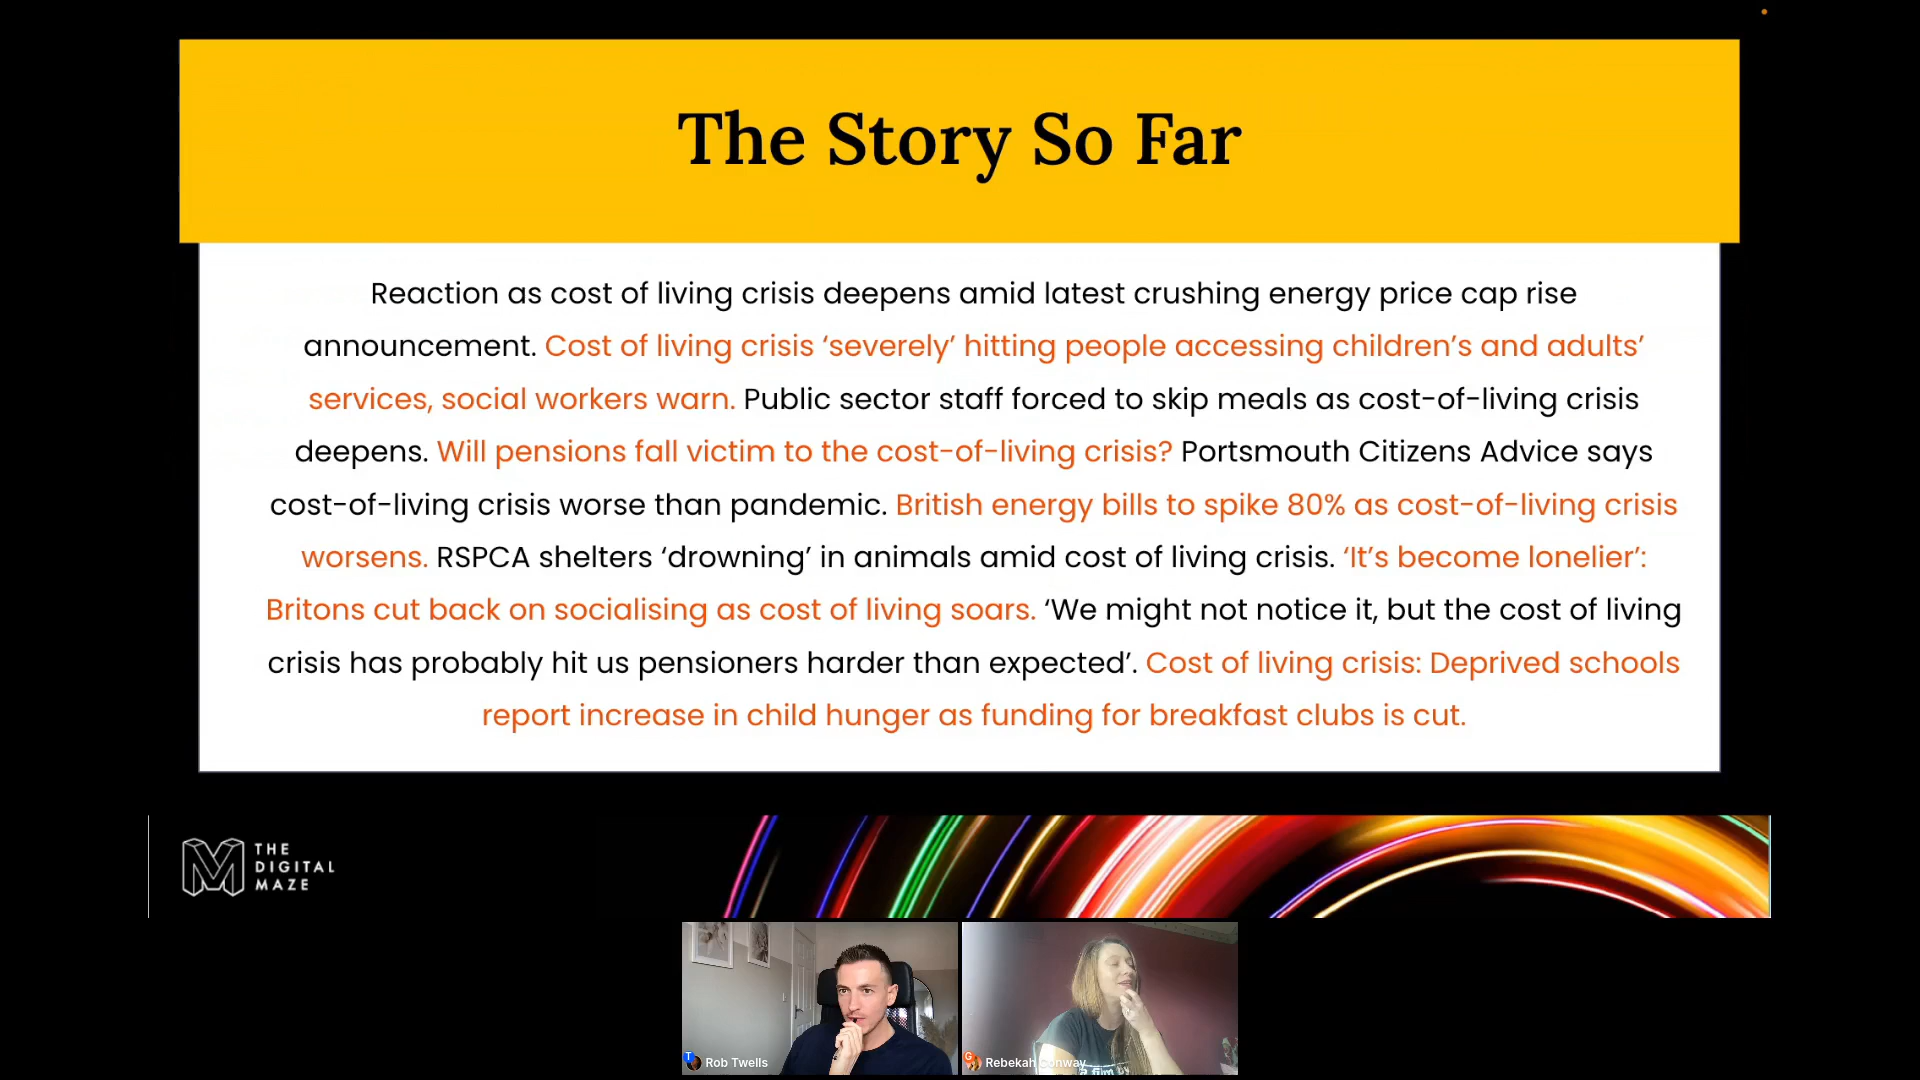 The Story So Far
Reaction as cost of living crisis deepens amid latest crushing energy price cap rise
announcement. Cost of living crisis ‘severely’ hitting people accessing children’s and adults’
services, social workers warn. Public sector staff forced to skip meals as cost-of-living crisis
deepens. Will pensions fall victim to the cost-of-living crisis? Portsmouth Citizens Advice says
cost-of-living crisis worse than pandemic. British energy bills to spike 80% as cost-of-living crisis
worsens. RSPCA shelters ‘drowning’ in animals amid cost of living crisis. ‘It’s become lonelier’:
Britons cut back on socialising as cost of living soars. ‘We might not notice it, but the cost of living
crisis has probably hit us pensioners harder than expected’. Cost of living crisis: Deprived schools
report increase in child hunger as funding for breakfast clubs is cut.
THE
DIGITAL
MAZE
T
Rob Twells
G
Rebekah Conway
a film by